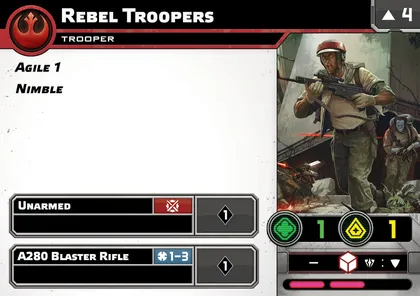 REBEL TROOPERS
▲ 4
TROOPER
AGILE 1
NIMBLE
UNARMED
1
A280 BLASTER RIFLE
1-3
1
1
1
– : ▼